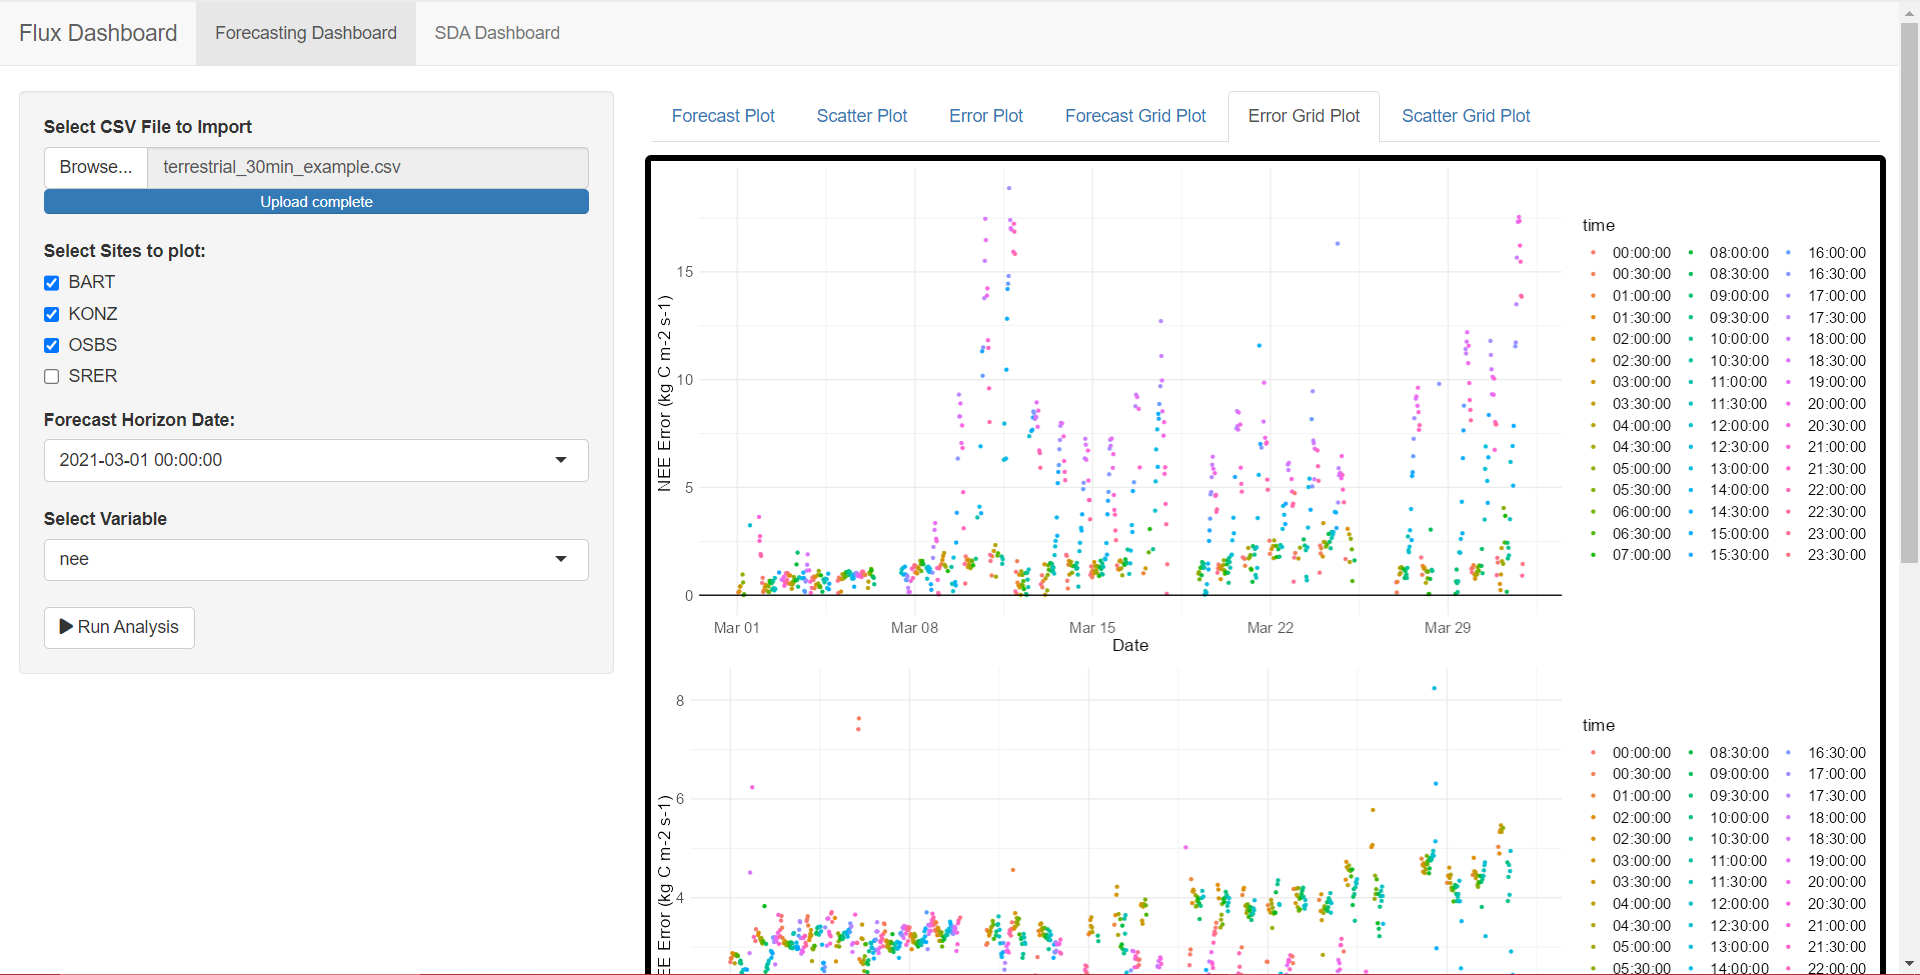 Flux Dashboard Forecasting Dashboard SDA Dashboard
Select CSV File to Import
Browse... terrestrial_30min_example.csv
Upload complete
Select Sites to plot:
BART
KONZ
OSBS
SRER
Forecast Horizon Date:
2021-03-01 00:00:00
Select Variable
nee
Run Analysis
Forecast Plot Scatter Plot Error Plot Forecast Grid Plot Error Grid Plot Scatter Grid Plot
NEE Error (kg C m-2 s-1)
15
10
5
0
Mar 01 Mar 08 Mar 15 Mar 22 Mar 29
Date
time
00:00:00 08:00:00 16:00:00
00:30:00 08:30:00 16:30:00
01:00:00 09:00:00 17:00:00
01:30:00 09:30:00 17:30:00
02:00:00 10:00:00 18:00:00
02:30:00 10:30:00 18:30:00
03:00:00 11:00:00 19:00:00
03:30:00 11:30:00 20:00:00
04:00:00 12:00:00 20:30:00
04:30:00 12:30:00 21:00:00
05:00:00 13:00:00 21:30:00
05:30:00 14:00:00 22:00:00
06:00:00 14:30:00 22:30:00
06:30:00 15:00:00 23:00:00
07:00:00 15:30:00 23:30:00
EE Error (kg C m-2 s-1)
8
6
4
time
00:00:00 08:30:00 16:30:00
00:30:00 09:00:00 17:00:00
01:00:00 09:30:00 17:30:00
02:00:00 10:00:00 18:00:00
02:30:00 10:30:00 18:30:00
03:00:00 11:00:00 19:00:00
03:30:00 11:30:00 20:00:00
04:00:00 12:00:00 20:30:00
04:30:00 12:30:00 21:00:00
05:00:00 13:00:00 21:30:00
05:30:00 14:00:00 22:00:00